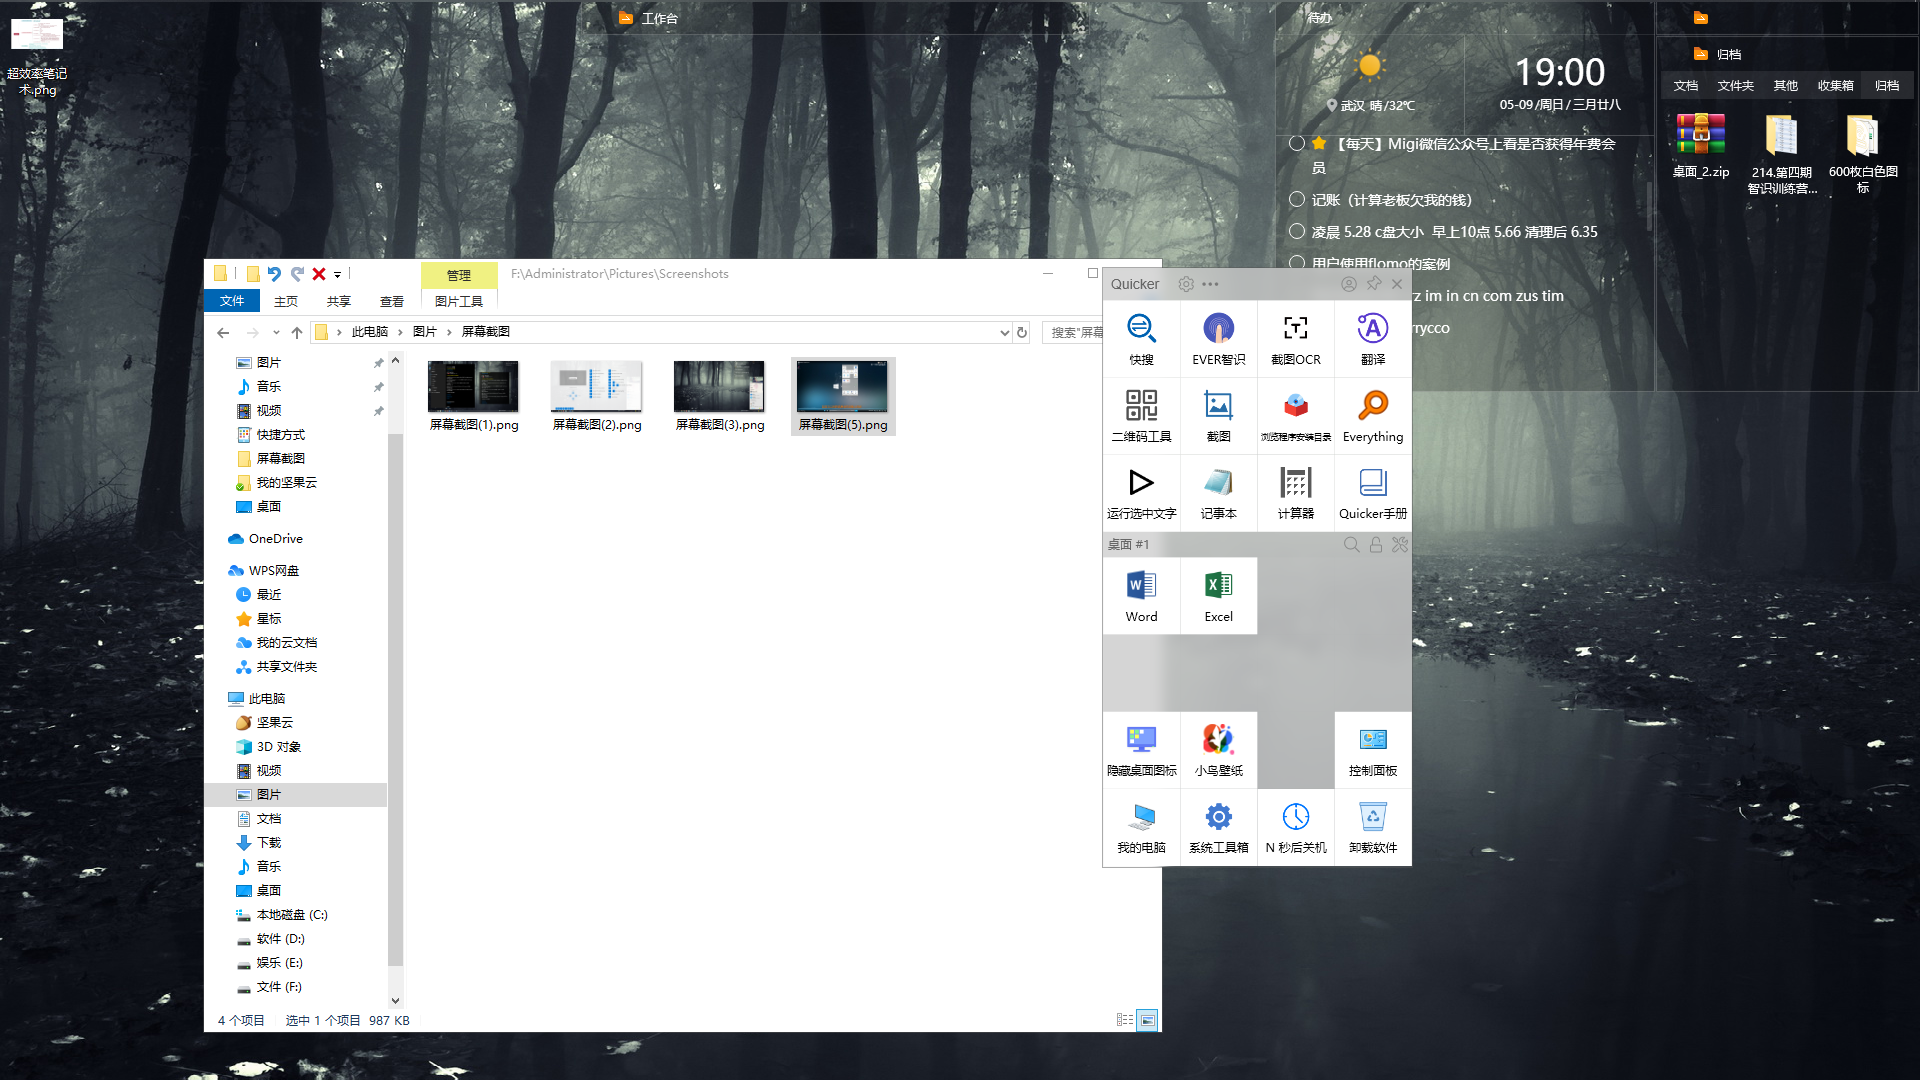 超效率笔记术.png
工作台
待办
武汉 晴/32℃
19:00
05-09/周日/三月廿八
【每天】Migi微信公众号上看是否获得年费会
员
记账（计算老板欠我的钱）
凌晨 5.28 c盘大小 早上10点 5.66 清理后 6.35
用户使用flomo的案例
rz im in cn com zus tim
rrycco
归档
文档 文件夹 其他 收集箱 归档
桌面_2.zip
214.第四期
智识训练营...
600枚白色图
标
管理
F:\Administrator\Pictures\Screenshots
文件 主页 共享 查看 图片工具
此电脑 图片 屏幕截图
搜索"屏幕
图片
音乐
视频
快捷方式
屏幕截图
我的坚果云
桌面
OneDrive
WPS网盘
最近
星标
我的云文档
共享文件夹
此电脑
坚果云
3D 对象
视频
图片
文档
下载
音乐
桌面
本地磁盘 (C:)
软件 (D:)
娱乐 (E:)
文件 (F:)
屏幕截图(1).png
屏幕截图(2).png
屏幕截图(3).png
屏幕截图(5).png
4 个项目 选中 1 个项目 987 KB
Quicker
快搜 EVER智识 截图OCR 翻译
二维码工具 截图 浏览程序安装目录 Everything
运行选中文字 记事本 计算器 Quicker手册
桌面 #1
Word Excel
隐藏桌面图标 小鸟壁纸 控制面板
我的电脑 系统工具箱 N 秒后关机 卸载软件